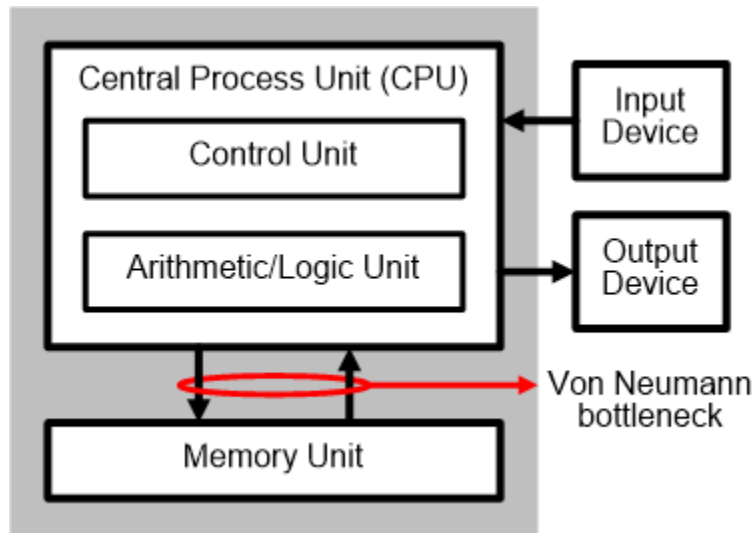 Central Process Unit (CPU)
Control Unit
Arithmetic/Logic Unit
Input
Device
Output
Device
Von Neumann
bottleneck
Memory Unit